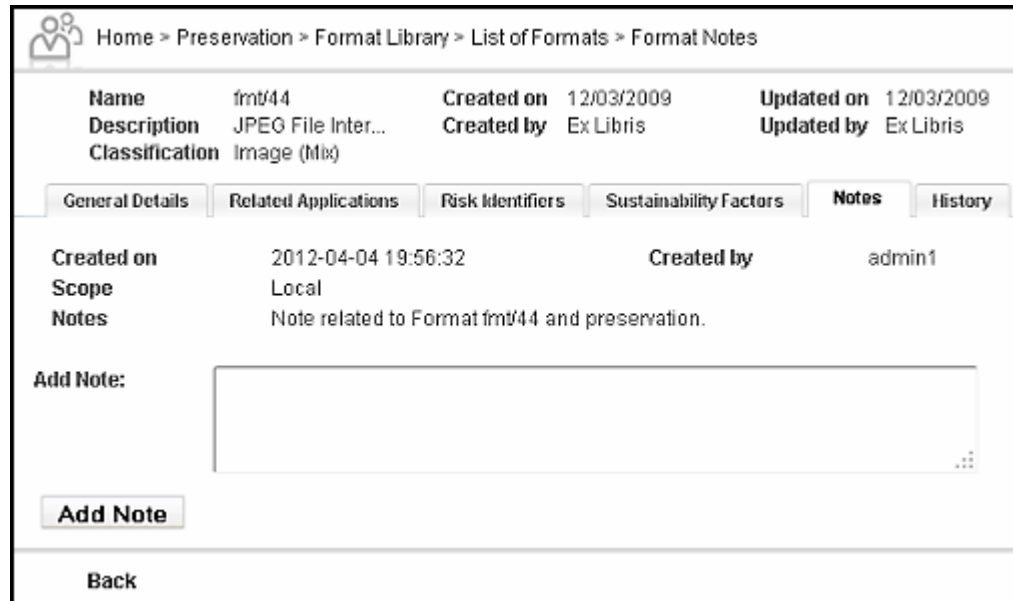 Home > Preservation > Format Library > List of Formats > Format Notes
Name fmt/44 Created on 12/03/2009 Updated on 12/03/2009
Description JPEG File Inter... Created by Ex Libris Updated by Ex Libris
Classification Image (Mix)
General Details Related Applications Risk Identifiers Sustainability Factors Notes History
Created on 2012-04-04 19:56:32 Created by admin1
Scope Local
Notes Note related to Format fmt/44 and preservation.
Add Note:
Add Note
Back